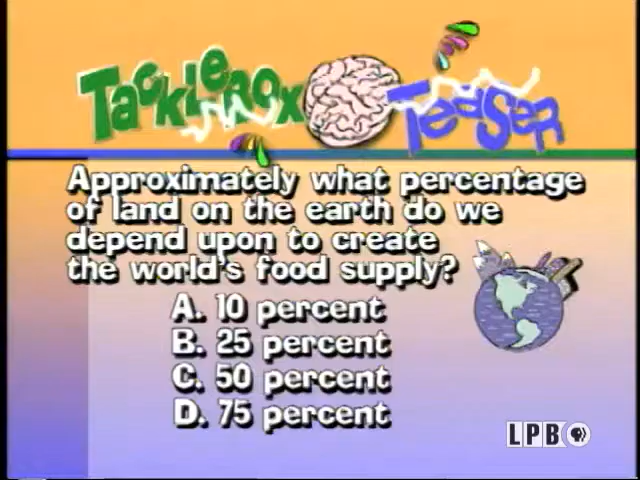 Tacklebox Teaser
Approximately what percentage
of land on the earth do we
depend upon to create
the world's food supply?
A. 10 percent
B. 25 percent
C. 50 percent
D. 75 percent
LPB